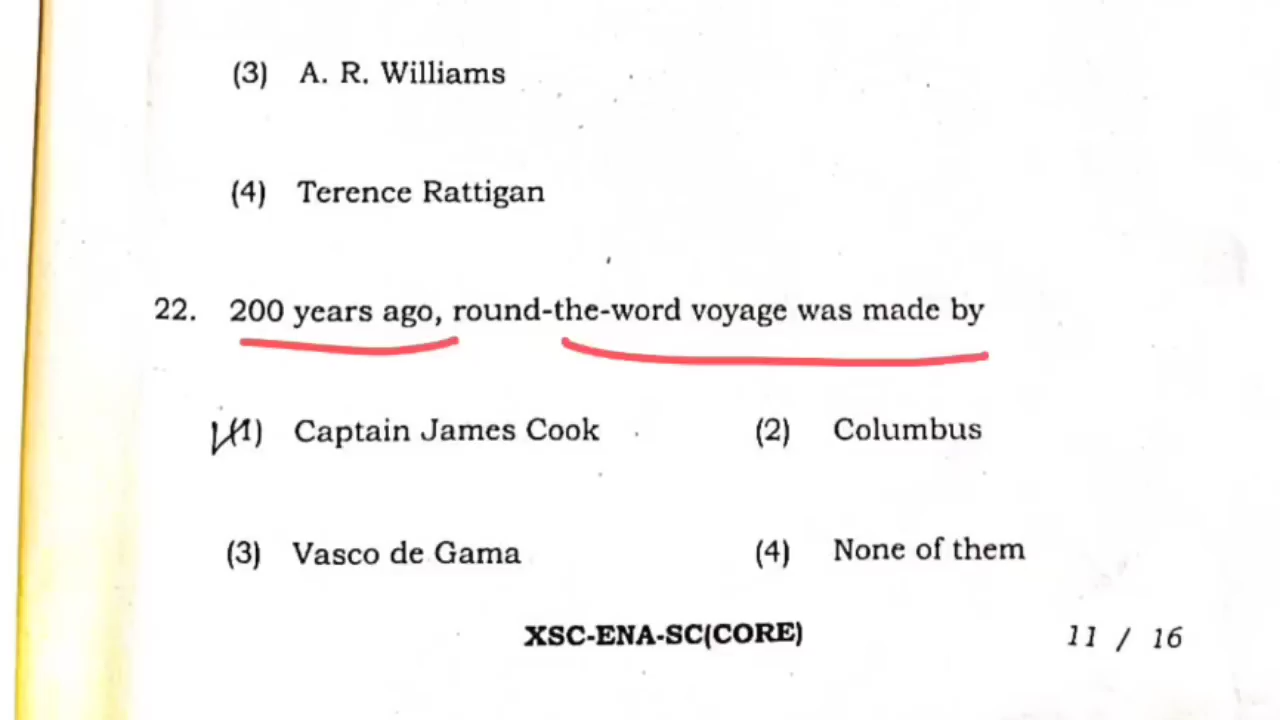 (3) A. R. Williams
(4) Terence Rattigan
22. 200 years ago, round-the-word voyage was made by
(1) Captain James Cook (2) Columbus
(3) Vasco de Gama (4) None of them
XSC-ENA-SC(CORE) 11 / 16